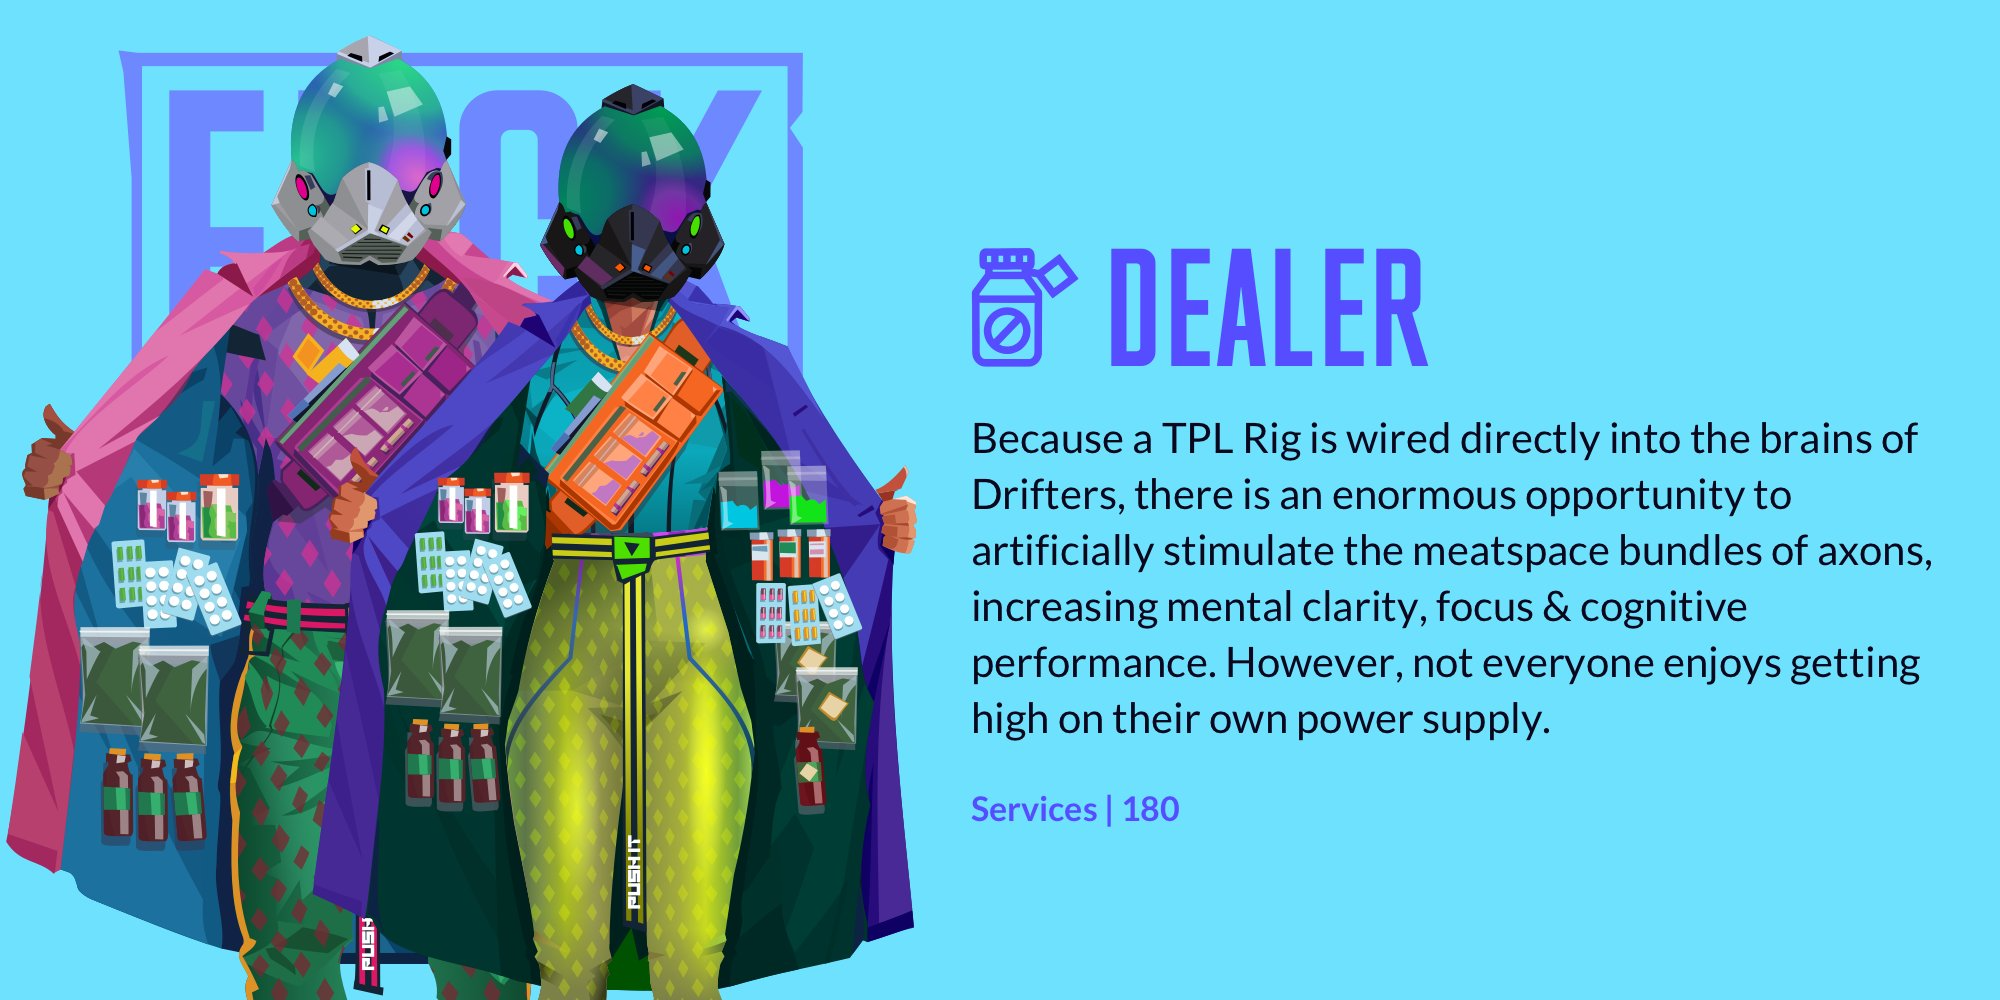 DEALER
Because a TPL Rig is wired directly into the brains of
Drifters, there is an enormous opportunity to
artificially stimulate the meatspace bundles of axons,
increasing mental clarity, focus & cognitive
performance. However, not everyone enjoys getting
high on their own power supply.
Services | 180
PUSH IT
PUSH